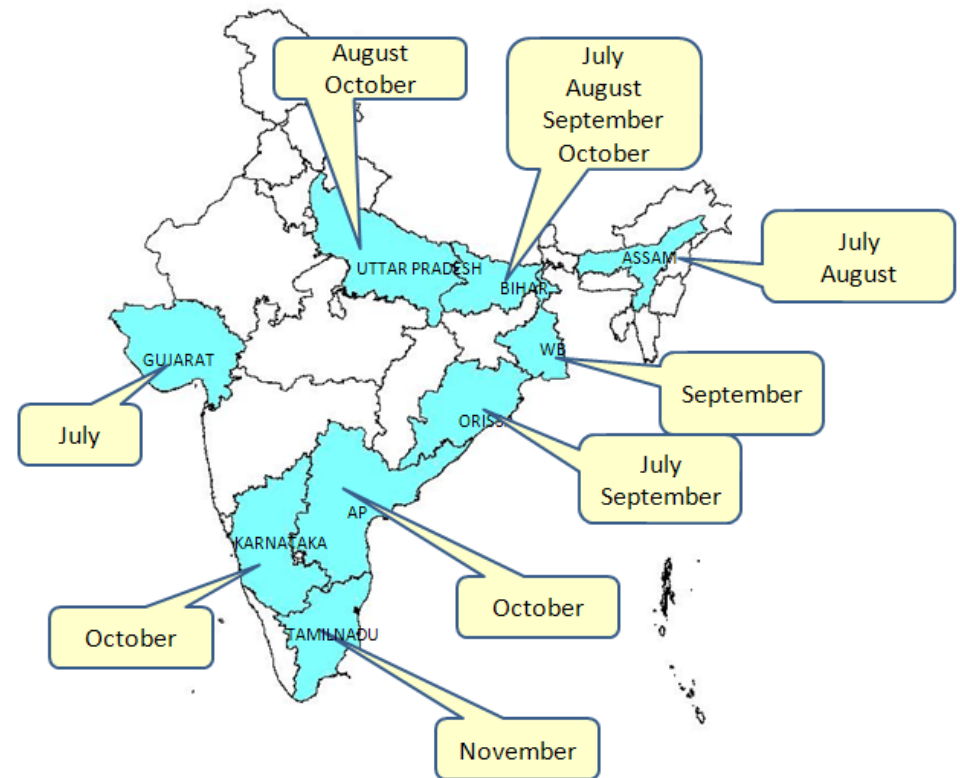 August
October
July
August
September
October
UTTAR PRADESH
BIHAR
ASSAM
July
August
GUJARAT
WB
September
July
ORISS
July
September
AP
KARNATAKA
October
October
TAMILNADU
November